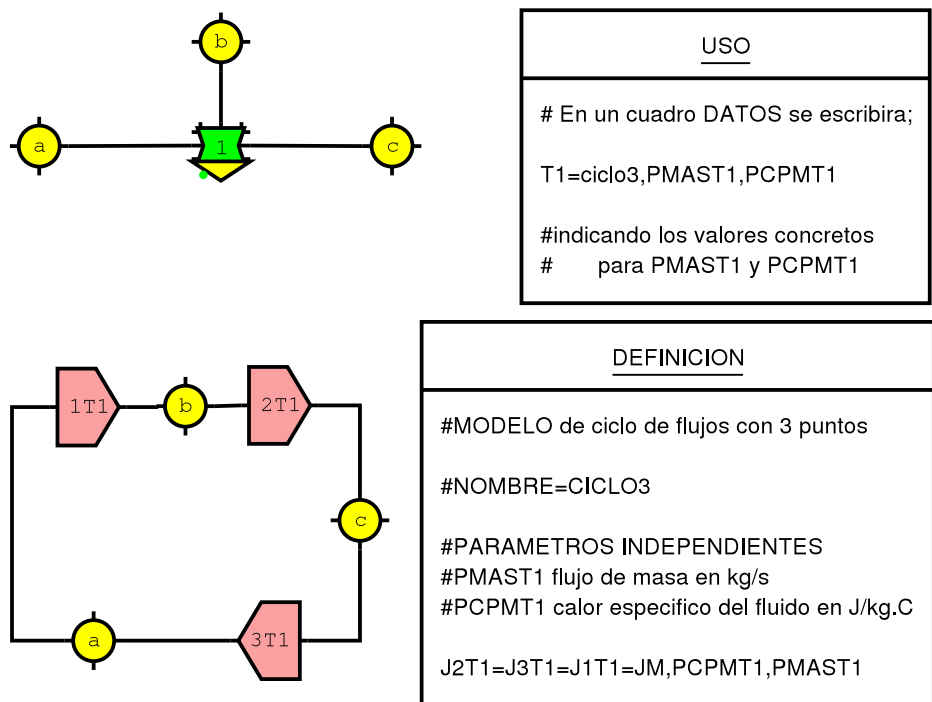 b
a
1
c
USO
# En un cuadro DATOS se escribira;
T1=ciclo3,PMAST1,PCPMT1
#indicando los valores concretos
# para PMAST1 y PCPMT1
1T1
b
2T1
c
a
3T1
DEFINICION
#MODELO de ciclo de flujos con 3 puntos
#NOMBRE=CICLO3
#PARAMETROS INDEPENDIENTES
#PMAST1 flujo de masa en kg/s
#PCPMT1 calor especifico del fluido en J/kg.C
J2T1=J3T1=J1T1=JM,PCPMT1,PMAST1